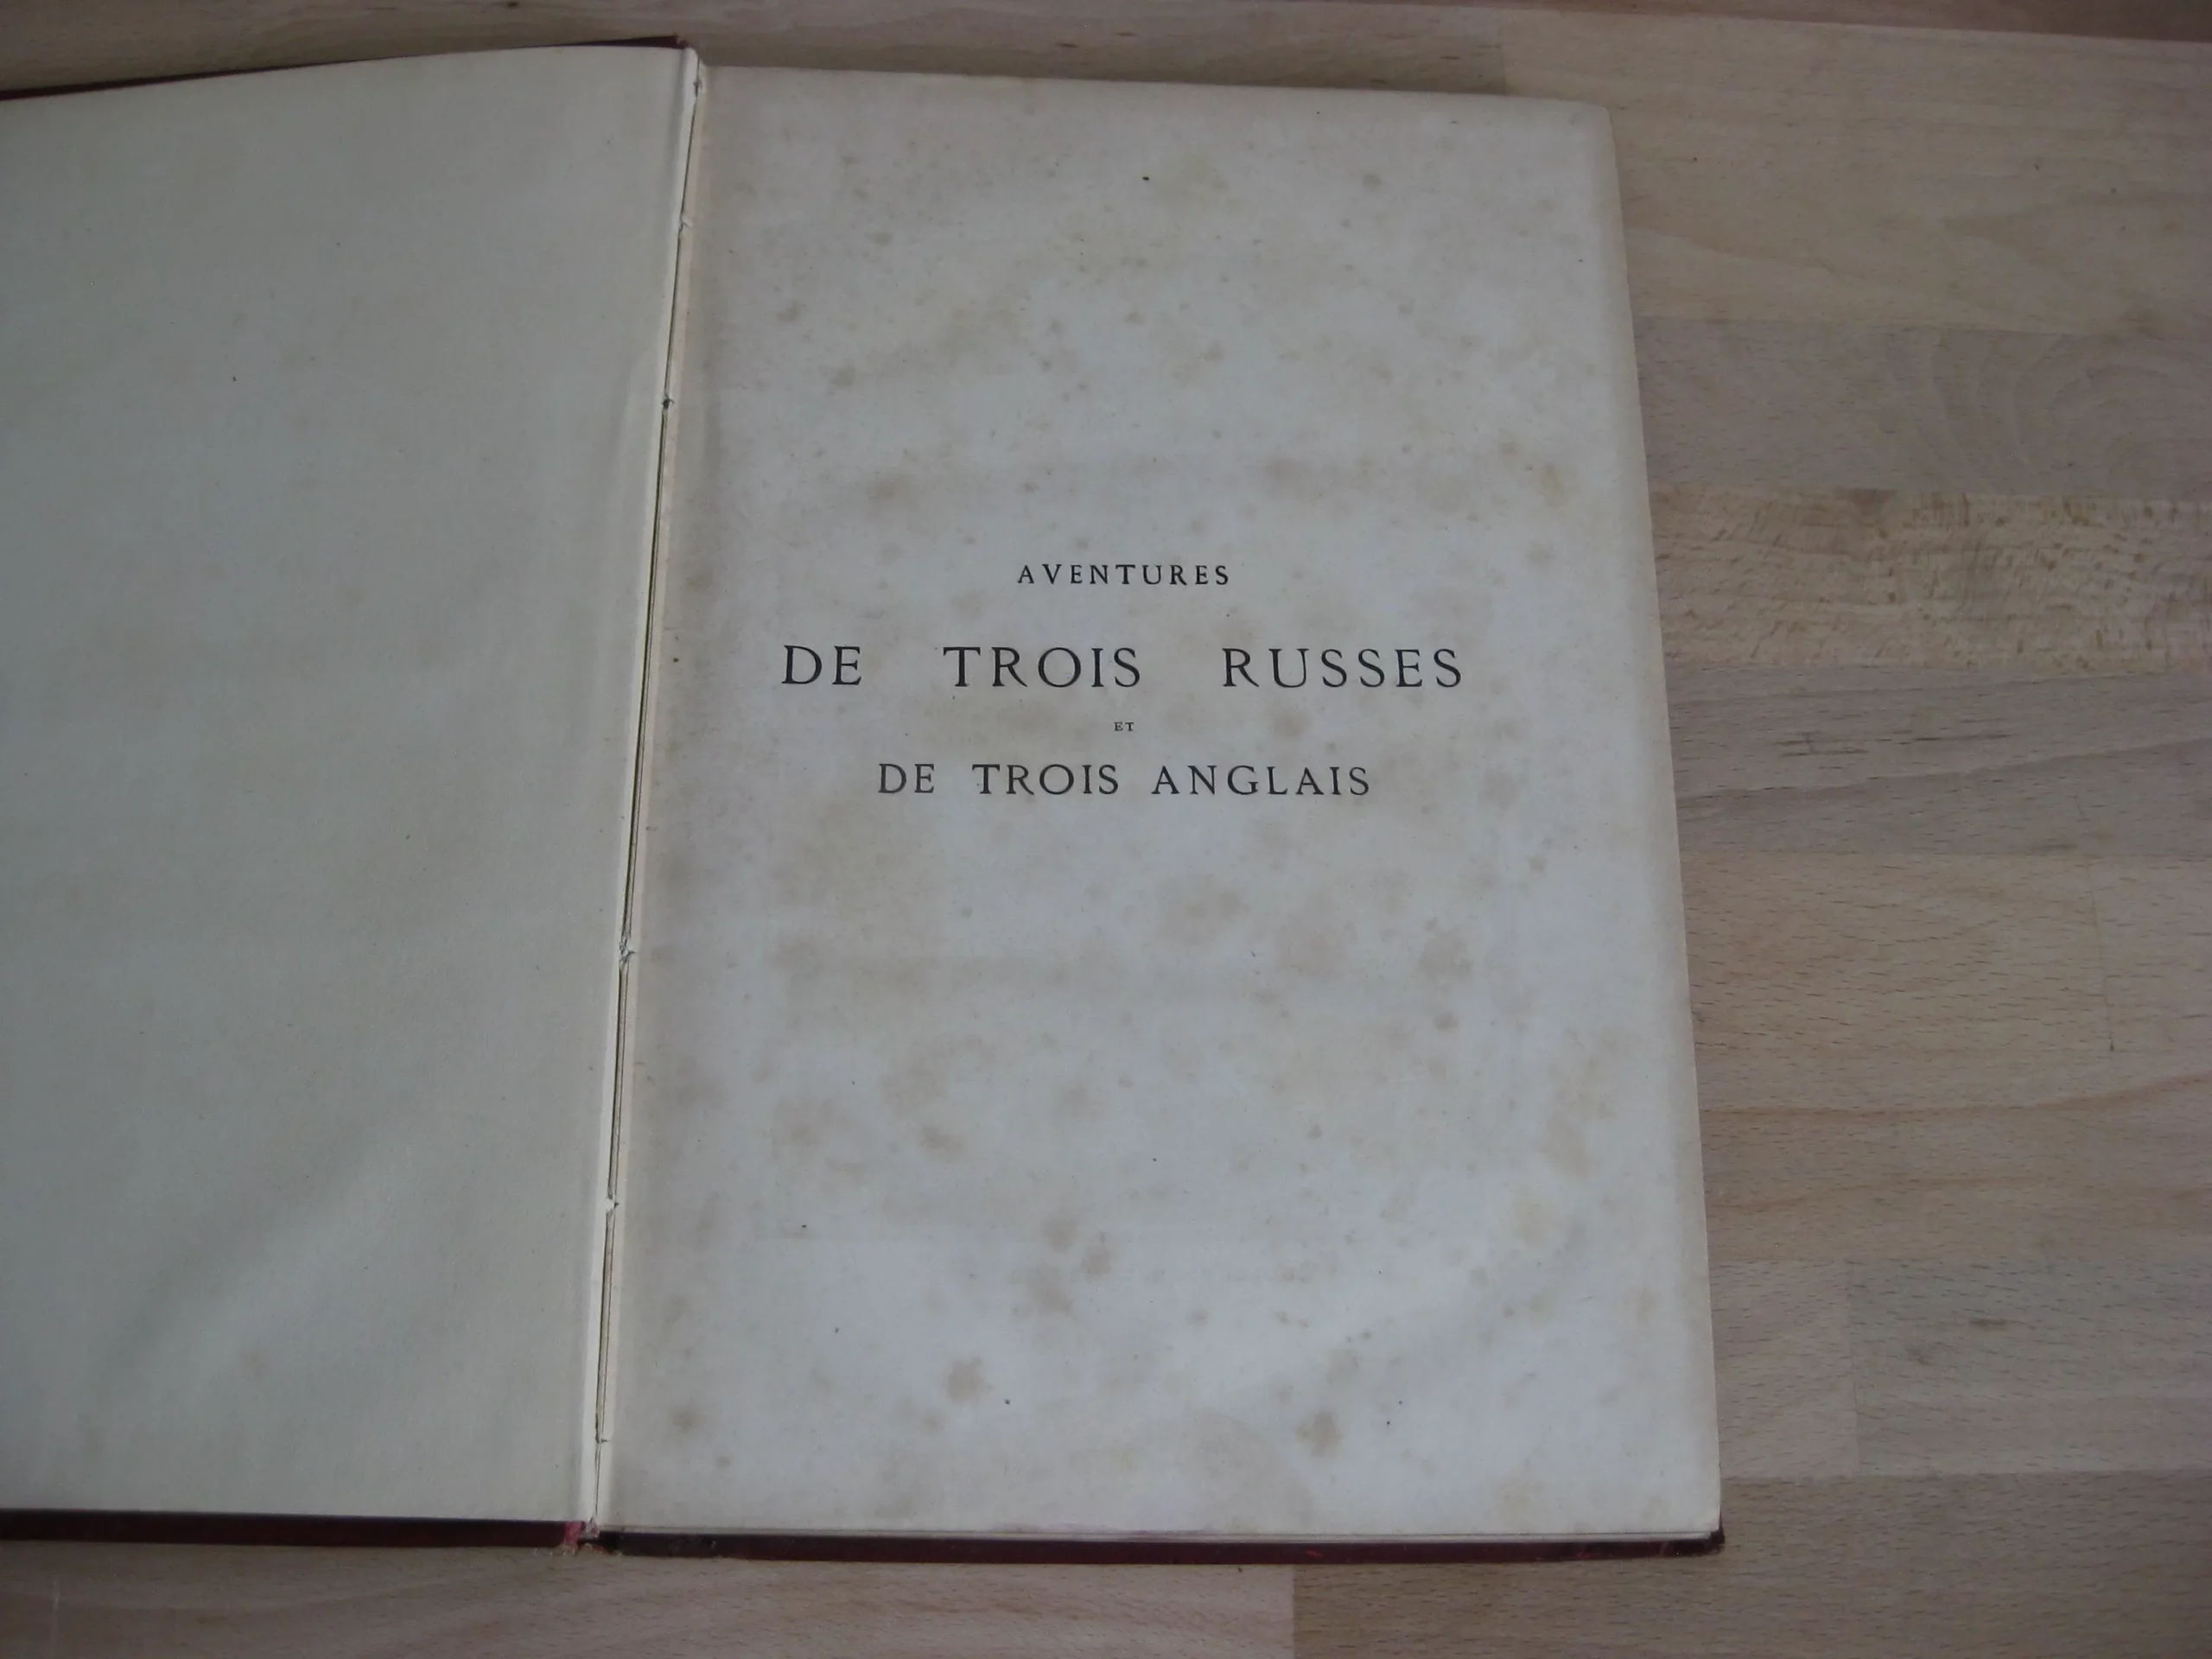 AVENTURES
DE TROIS RUSSES
ET
DE TROIS ANGLAIS